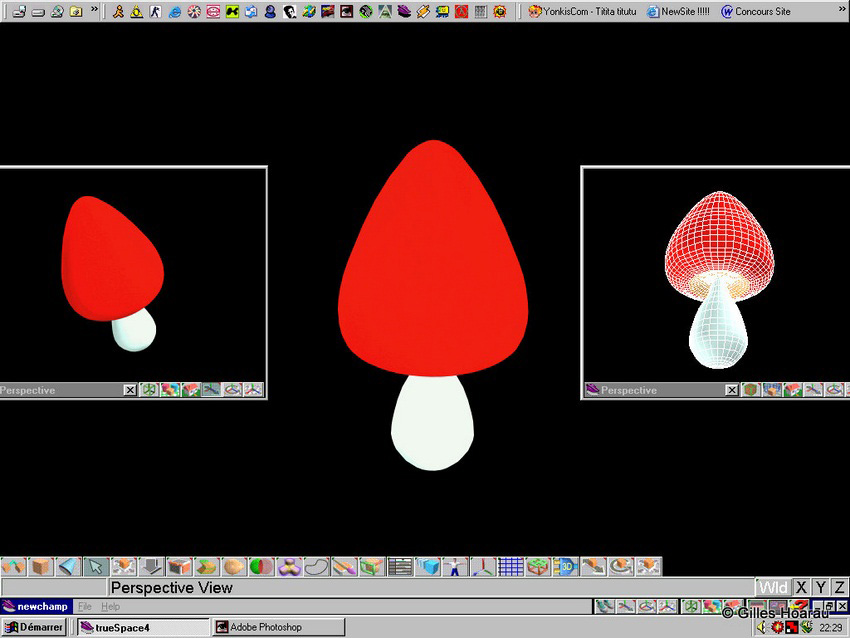 YonkisCom - Titita titutu NewSite !!!!! Concours Site
Perspective
Perspective
3D
Perspective View Wld X Y Z
newchamp File Help
© Gilles Hoarau
Démarrer trueSpace4 Adobe Photoshop 22:29